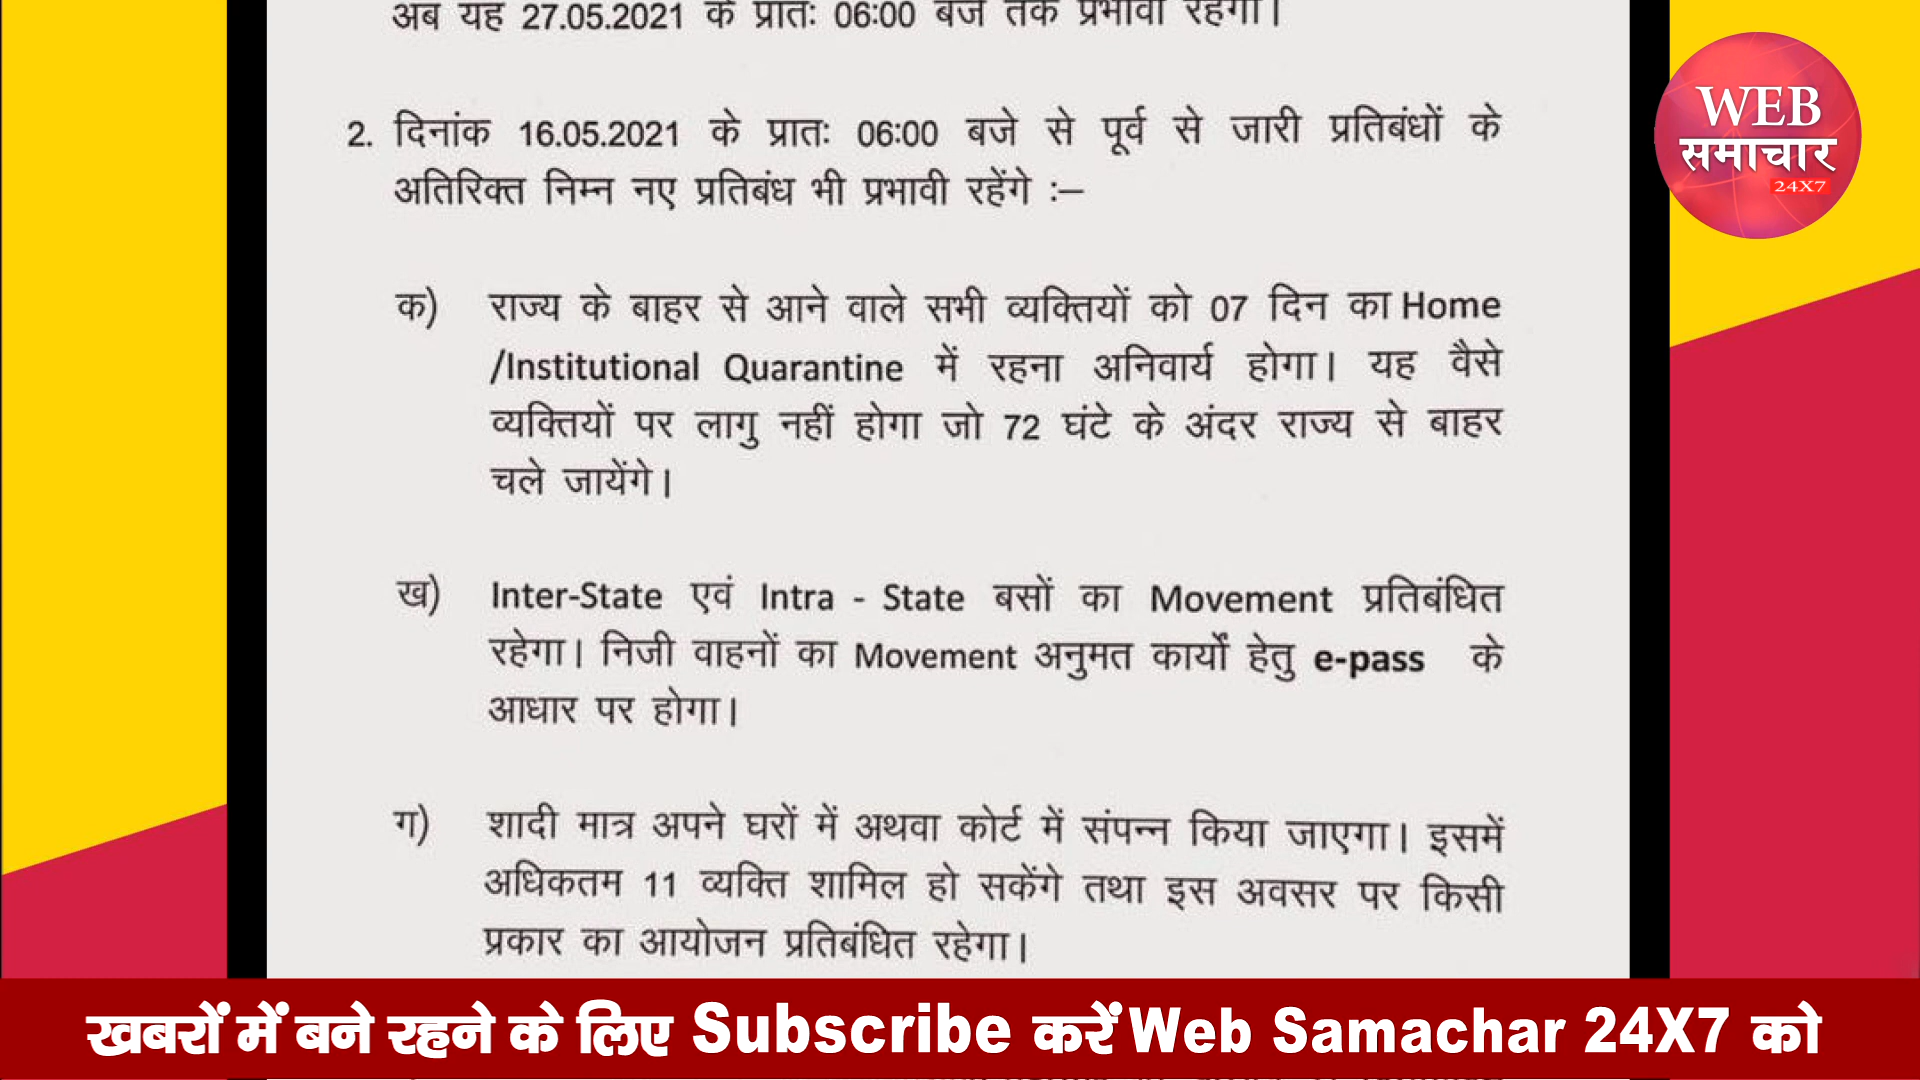 अब यह 27.05.2021 के प्रातः 06:00 बजे तक प्रभावी रहेगा।
2. दिनांक 16.05.2021 के प्रातः 06:00 बजे से पूर्व से जारी प्रतिबंधों के
अतिरिक्त निम्न नए प्रतिबंध भी प्रभावी रहेंगे :–
क) राज्य के बाहर से आने वाले सभी व्यक्तियों को 07 दिन का Home
/Institutional Quarantine में रहना अनिवार्य होगा। यह वैसे
व्यक्तियों पर लागु नहीं होगा जो 72 घंटे के अंदर राज्य से बाहर
चले जायेंगे।
ख) Inter-State एवं Intra - State बसों का Movement प्रतिबंधित
रहेगा। निजी वाहनों का Movement अनुमत कार्यों हेतु e-pass के
आधार पर होगा।
ग) शादी मात्र अपने घरों में अथवा कोर्ट में संपन्न किया जाएगा। इसमें
अधिकतम 11 व्यक्ति शामिल हो सकेंगे तथा इस अवसर पर किसी
प्रकार का आयोजन प्रतिबंधित रहेगा।
WEB
समाचार
24X7
खबरों में बने रहने के लिए Subscribe करें Web Samachar 24X7 को